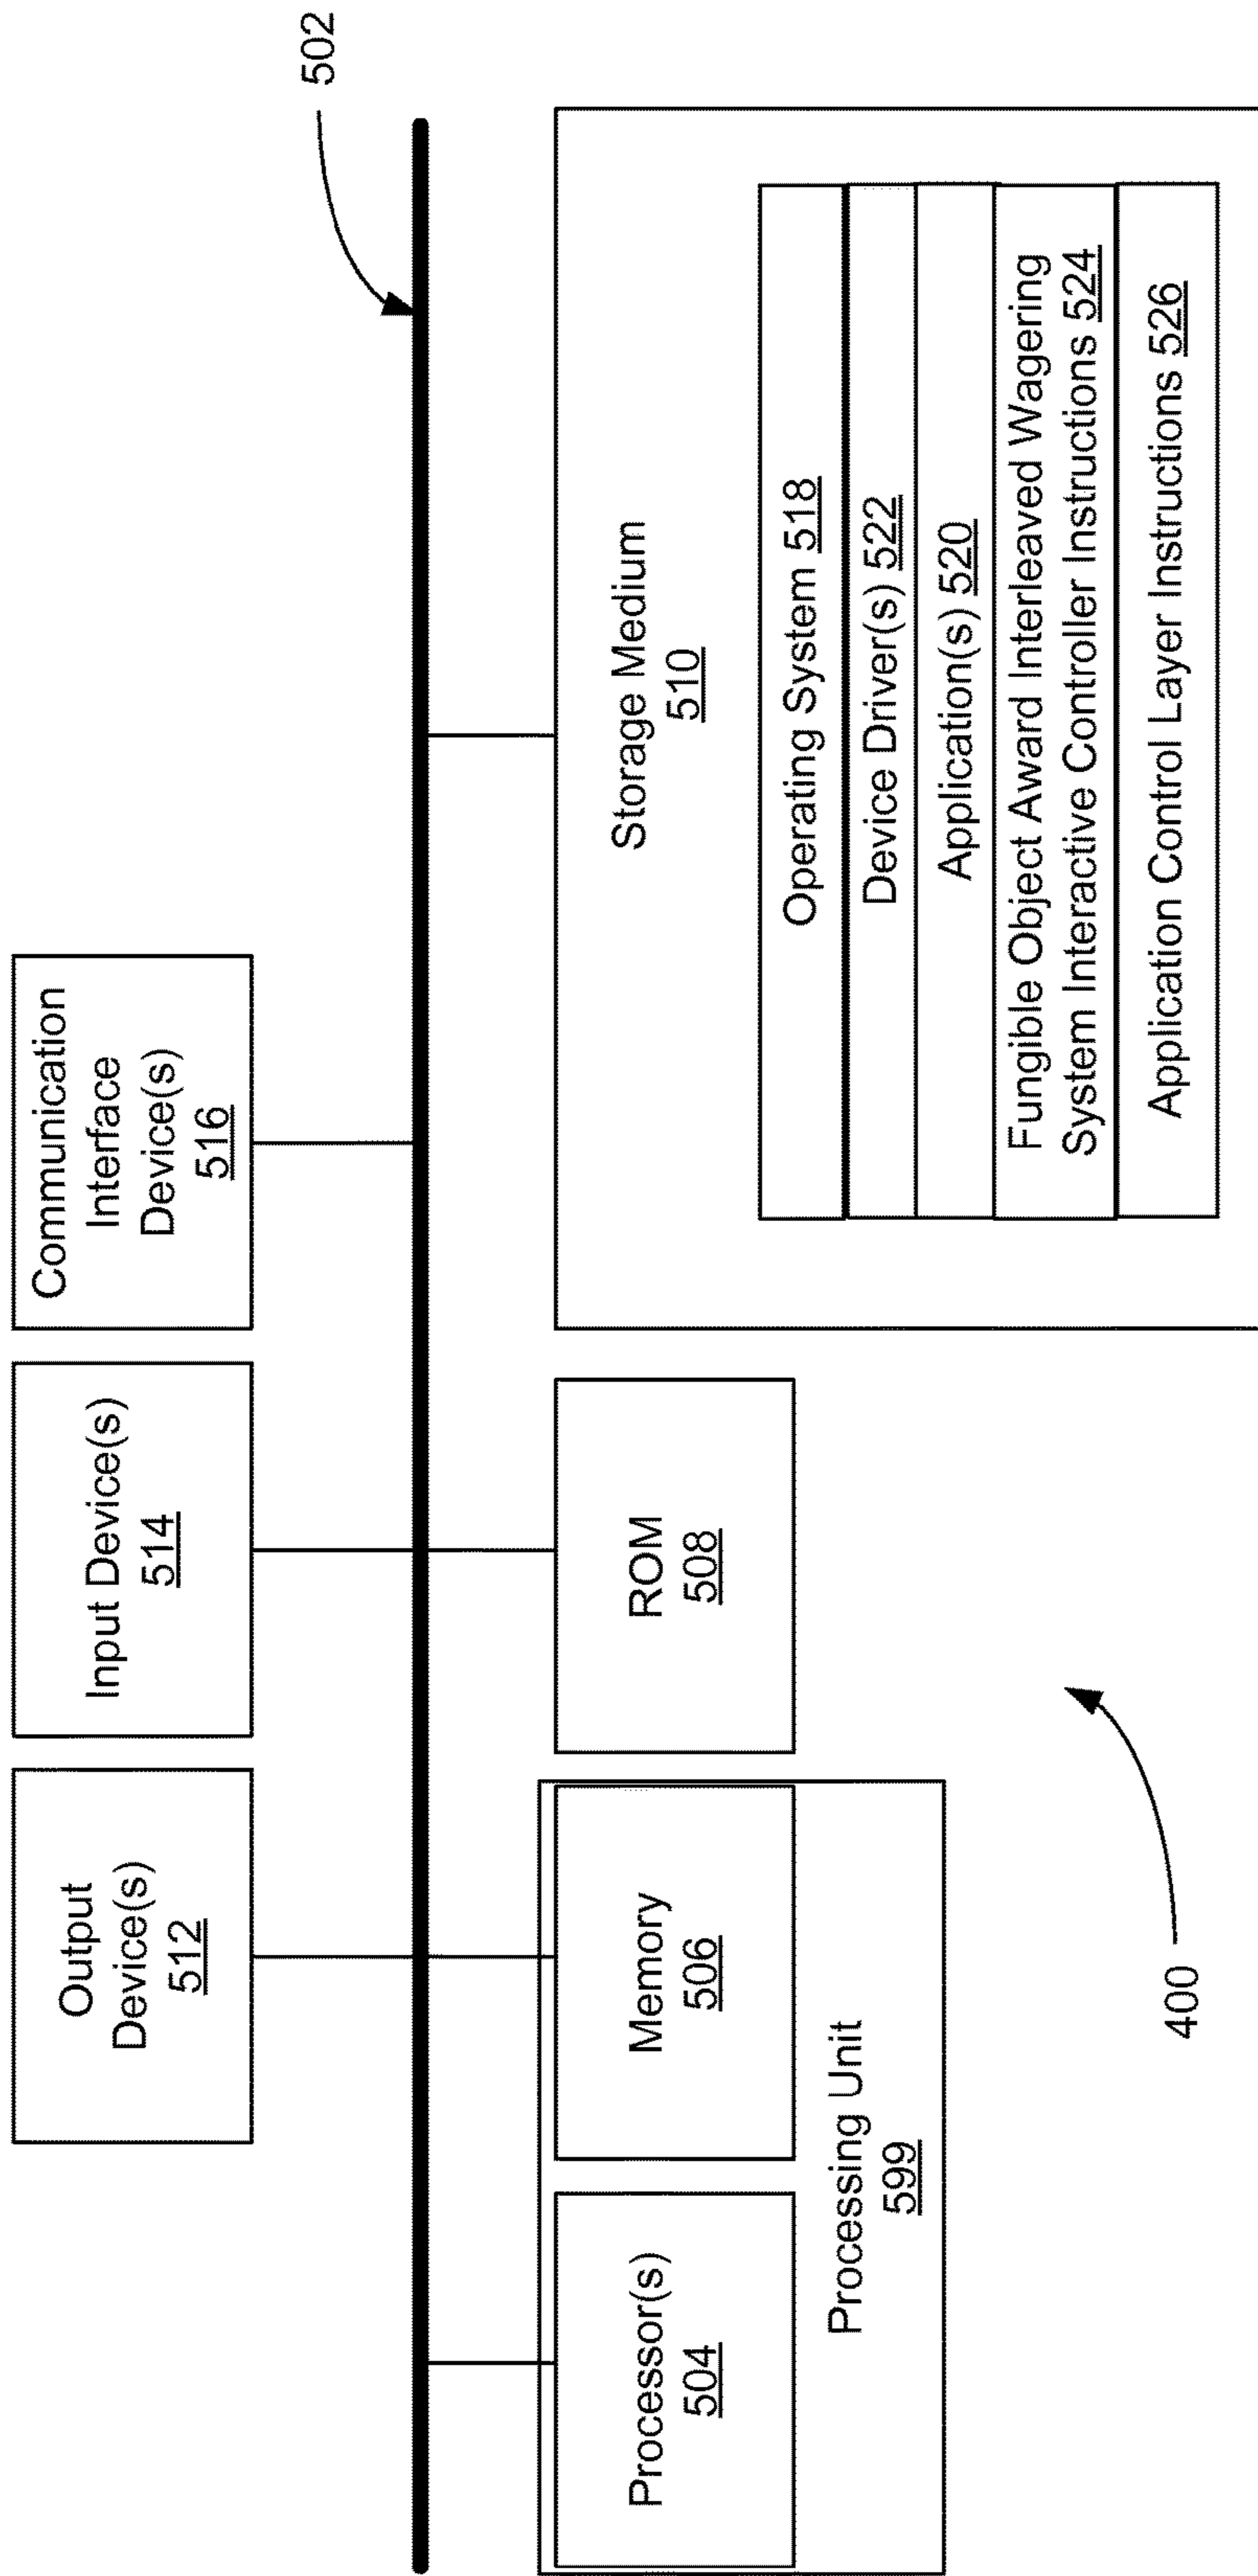 502
Output
Device(s)
512
Input Device(s)
514
Communication
Interface
Device(s)
516
Processor(s)
504
Memory
506
Processing Unit
599
ROM
508
Storage Medium
510
Operating System 518
Device Driver(s) 522
Application(s) 520
Fungible Object Award Interleaved Wagering
System Interactive Controller Instructions 524
Application Control Layer Instructions 526
400